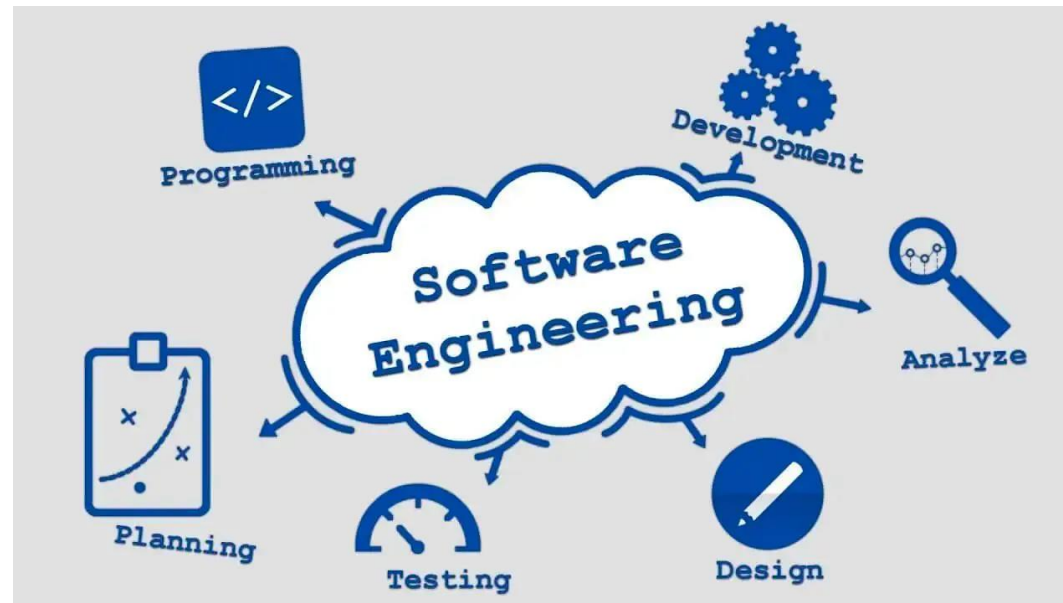 </>
Programming
Development
Software
Engineering
Analyze
Planning
Testing
Design